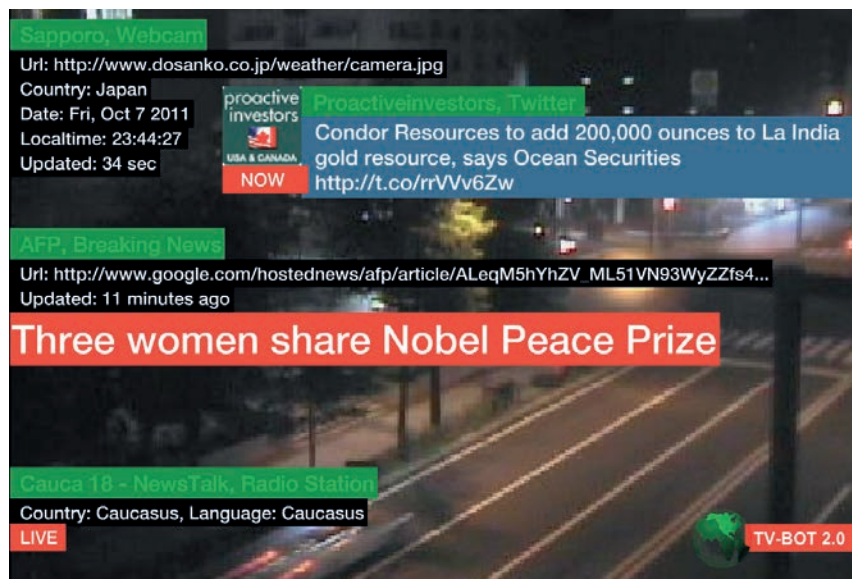 Sapporo, Webcam
Url: http://www.dosanko.co.jp/weather/camera.jpg
Country: Japan
Date: Fri, Oct 7 2011
Localtime: 23:44:27
Updated: 34 sec
proactive
investors
USA & CANADA
NOW
Proactiveinvestors, Twitter
Condor Resources to add 200,000 ounces to La India
gold resource, says Ocean Securities
http://t.co/rrVVv6Zw
AFP, Breaking News
Url: http://www.google.com/hostednews/afp/article/ALeqM5hYhZV_ML51VN93WyZZfs4...
Updated: 11 minutes ago
Three women share Nobel Peace Prize
Cauca 18 - NewsTalk, Radio Station
Country: Caucasus, Language: Caucasus
LIVE
TV-BOT 2.0